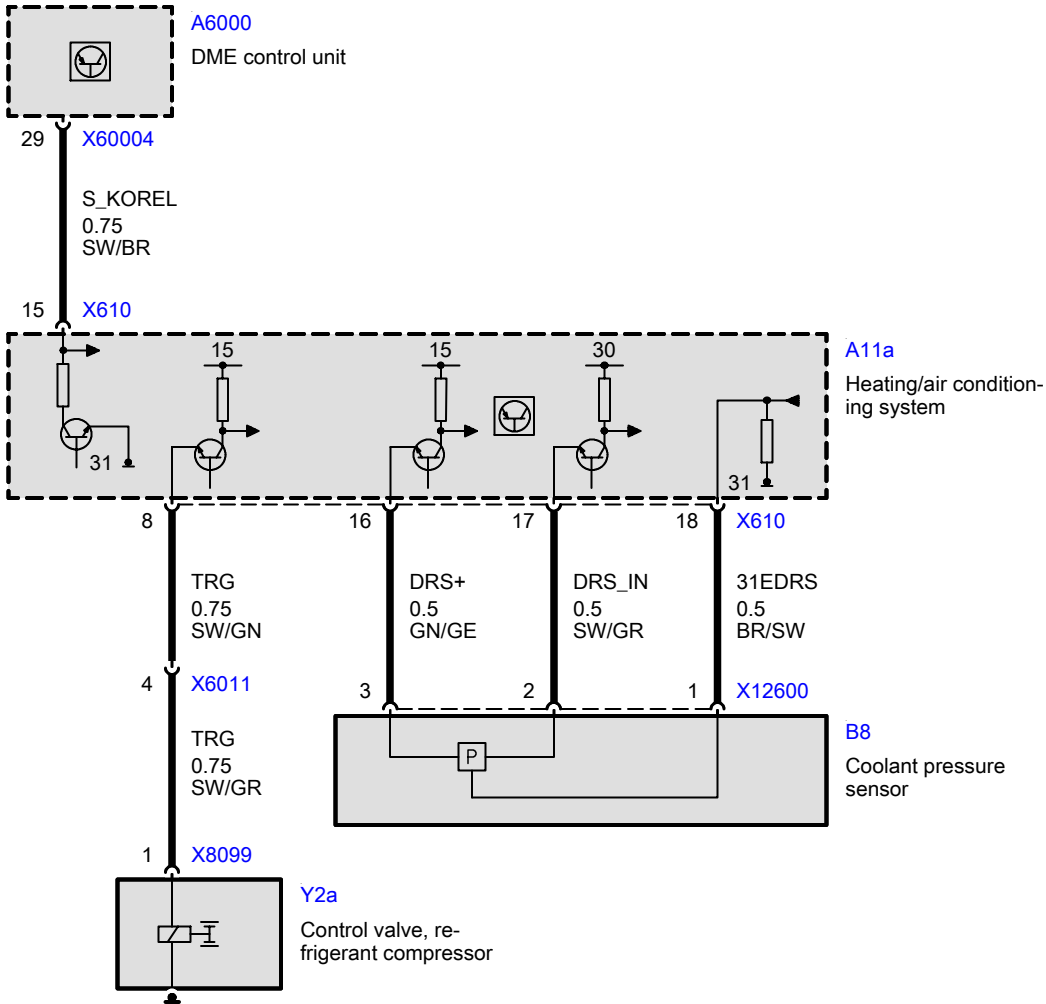 A6000
DME control unit
29 X60004
S_KOREL
0.75
SW/BR
15 X610
15 15 30
A11a
Heating/air condition-
ing system
31 31
8 16 17 18 X610
TRG
0.75
SW/GN
DRS+
0.5
GN/GE
DRS_IN
0.5
SW/GR
31EDRS
0.5
BR/SW
4 X6011
3 2 1 X12600
TRG
0.75
SW/GR
P
B8
Coolant pressure
sensor
1 X8099
Y2a
Control valve, re-
frigerant compressor